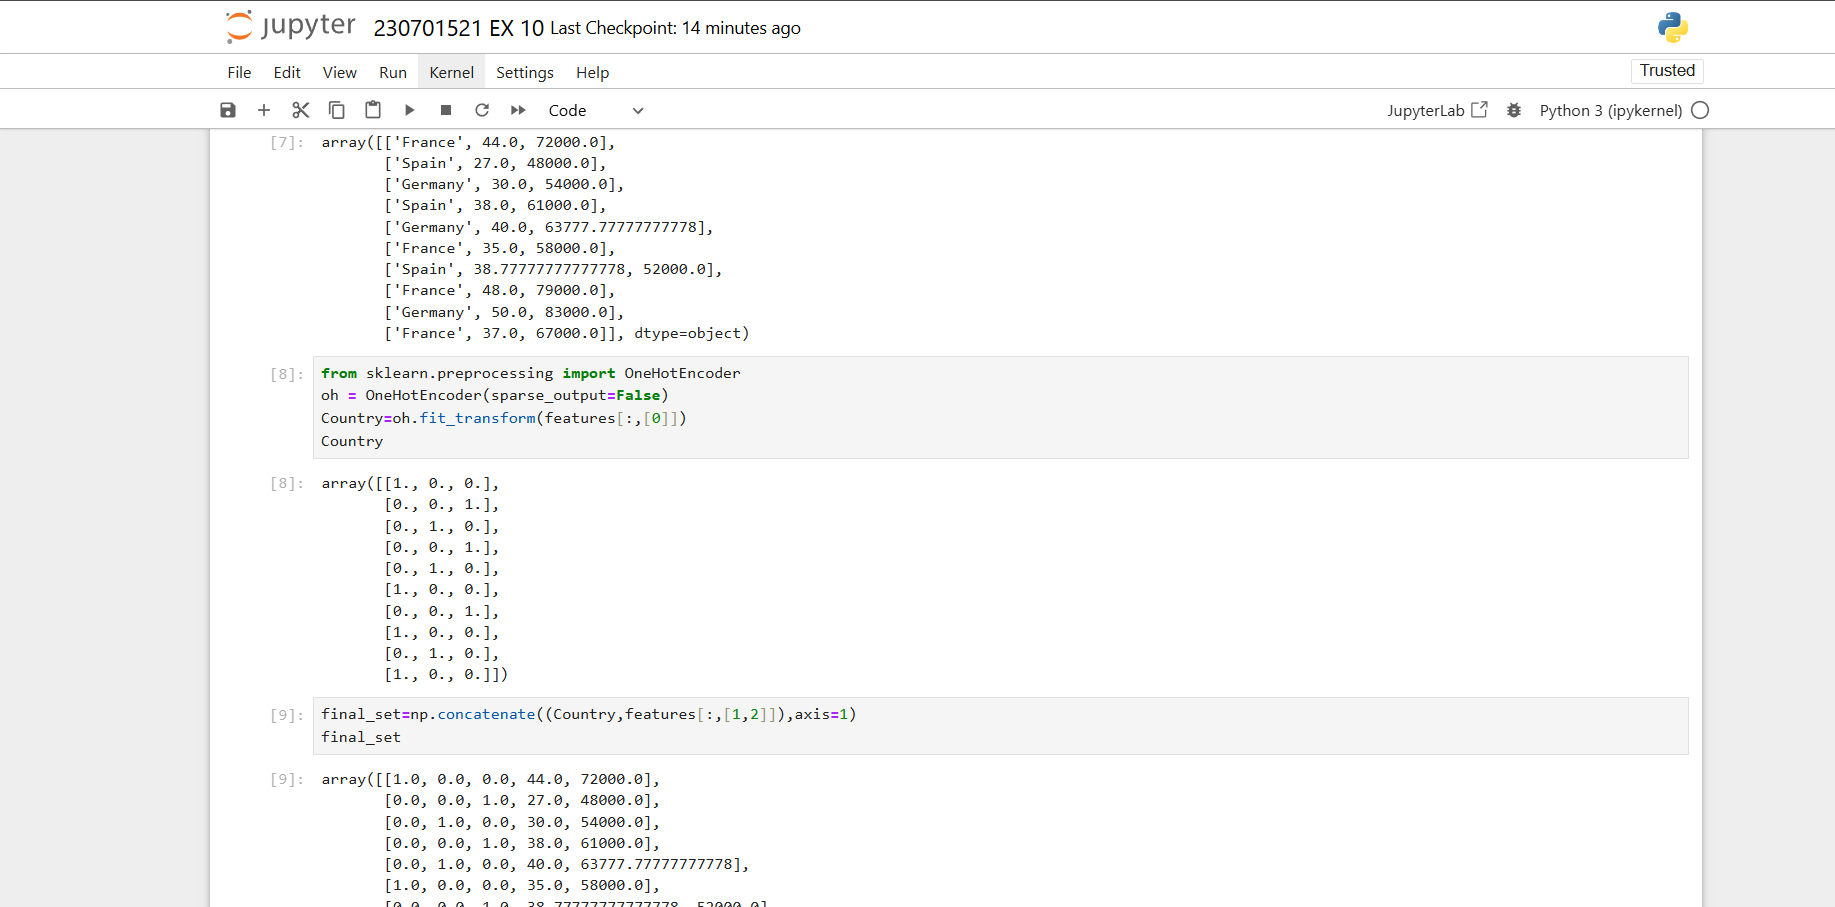 jupyter 230701521 EX 10 Last Checkpoint: 14 minutes ago
File Edit View Run Kernel Settings Help Trusted
Code JupyterLab Python 3 (ipykernel)
[7]: array([['France', 44.0, 72000.0],
['Spain', 27.0, 48000.0],
['Germany', 30.0, 54000.0],
['Spain', 38.0, 61000.0],
['Germany', 40.0, 63777.77777777778],
['France', 35.0, 58000.0],
['Spain', 38.77777777777778, 52000.0],
['France', 48.0, 79000.0],
['Germany', 50.0, 83000.0],
['France', 37.0, 67000.0]], dtype=object)
[8]: from sklearn.preprocessing import OneHotEncoder
oh = OneHotEncoder(sparse_output=False)
Country=oh.fit_transform(features[:,[0]])
Country
[8]: array([[1., 0., 0.],
[0., 0., 1.],
[0., 1., 0.],
[0., 0., 1.],
[0., 1., 0.],
[1., 0., 0.],
[0., 0., 1.],
[1., 0., 0.],
[0., 1., 0.],
[1., 0., 0.]])
[9]: final_set=np.concatenate((Country,features[:,[1,2]]),axis=1)
final_set
[9]: array([[1.0, 0.0, 0.0, 44.0, 72000.0],
[0.0, 0.0, 1.0, 27.0, 48000.0],
[0.0, 1.0, 0.0, 30.0, 54000.0],
[0.0, 0.0, 1.0, 38.0, 61000.0],
[0.0, 1.0, 0.0, 40.0, 63777.77777777778],
[1.0, 0.0, 0.0, 35.0, 58000.0],
[0.0, 0.0, 1.0, 38.77777777777778, 52000.0],